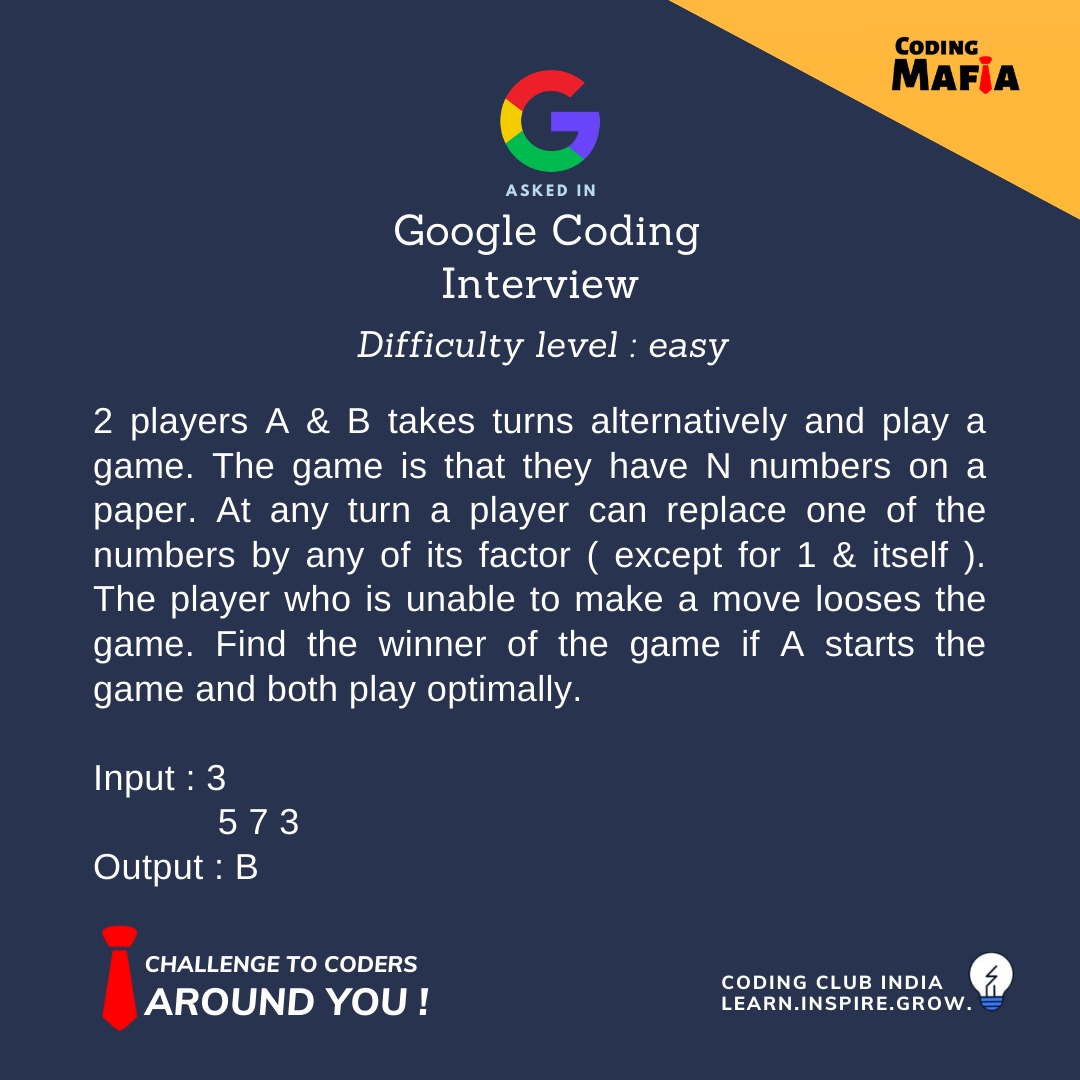 CODING
MAFIA
G
ASKED IN
Google Coding
Interview
Difficulty level : easy
2 players A & B takes turns alternatively and play a
game. The game is that they have N numbers on a
paper. At any turn a player can replace one of the
numbers by any of its factor ( except for 1 & itself ).
The player who is unable to make a move looses the
game. Find the winner of the game if A starts the
game and both play optimally.
Input : 3
5 7 3
Output : B
CHALLENGE TO CODERS
AROUND YOU !
CODING CLUB INDIA
LEARN.INSPIRE.GROW.